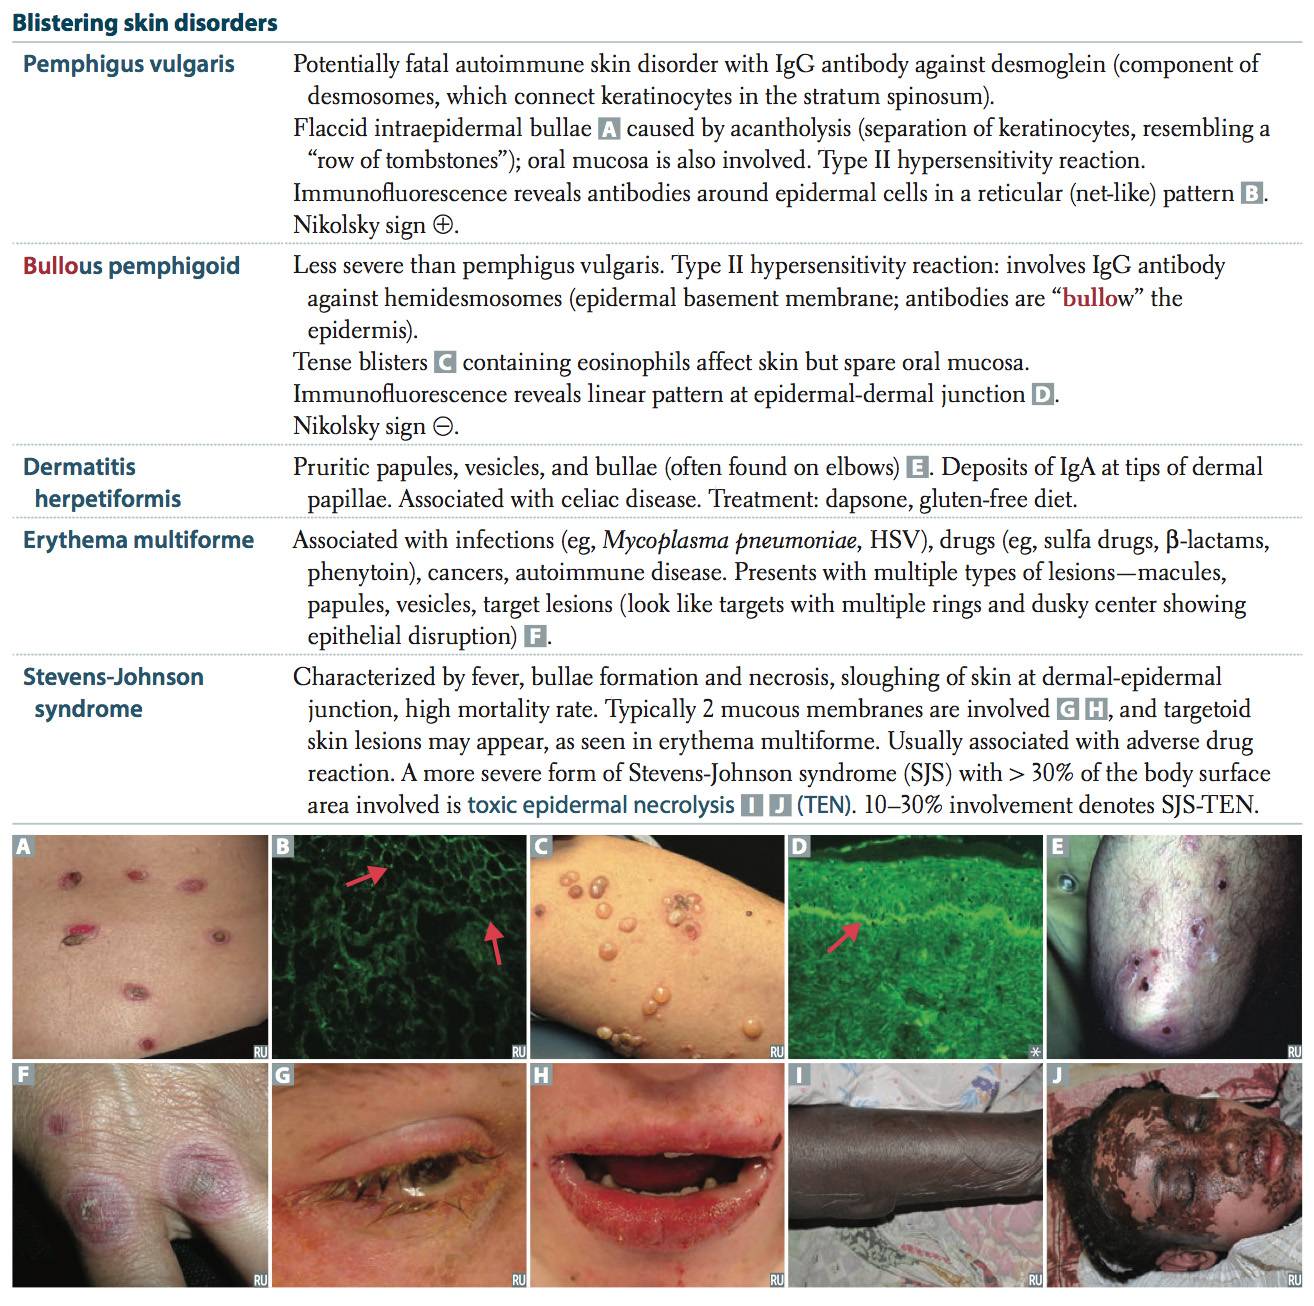 Blistering skin disorders
Pemphigus vulgaris
Potentially fatal autoimmune skin disorder with IgG antibody against desmoglein (component of
desmosomes, which connect keratinocytes in the stratum spinosum).
Flaccid intraepidermal bullae A caused by acantholysis (separation of keratinocytes, resembling a
“row of tombstones”); oral mucosa is also involved. Type II hypersensitivity reaction.
Immunofluorescence reveals antibodies around epidermal cells in a reticular (net-like) pattern B.
Nikolsky sign ⊕.
Bullous pemphigoid
Less severe than pemphigus vulgaris. Type II hypersensitivity reaction: involves IgG antibody
against hemidesmosomes (epidermal basement membrane; antibodies are “bullow” the
epidermis).
Tense blisters C containing eosinophils affect skin but spare oral mucosa.
Immunofluorescence reveals linear pattern at epidermal-dermal junction D.
Nikolsky sign ⊖.
Dermatitis
herpetiformis
Pruritic papules, vesicles, and bullae (often found on elbows) E. Deposits of IgA at tips of dermal
papillae. Associated with celiac disease. Treatment: dapsone, gluten-free diet.
Erythema multiforme
Associated with infections (eg, Mycoplasma pneumoniae, HSV), drugs (eg, sulfa drugs, β-lactams,
phenytoin), cancers, autoimmune disease. Presents with multiple types of lesions—macules,
papules, vesicles, target lesions (look like targets with multiple rings and dusky center showing
epithelial disruption) F.
Stevens-Johnson
syndrome
Characterized by fever, bullae formation and necrosis, sloughing of skin at dermal-epidermal
junction, high mortality rate. Typically 2 mucous membranes are involved G H, and targetoid
skin lesions may appear, as seen in erythema multiforme. Usually associated with adverse drug
reaction. A more severe form of Stevens-Johnson syndrome (SJS) with > 30% of the body surface
area involved is toxic epidermal necrolysis I J (TEN). 10–30% involvement denotes SJS-TEN.
A B C D E
RU RU RU * RU
F G H I J
RU RU RU RU RU